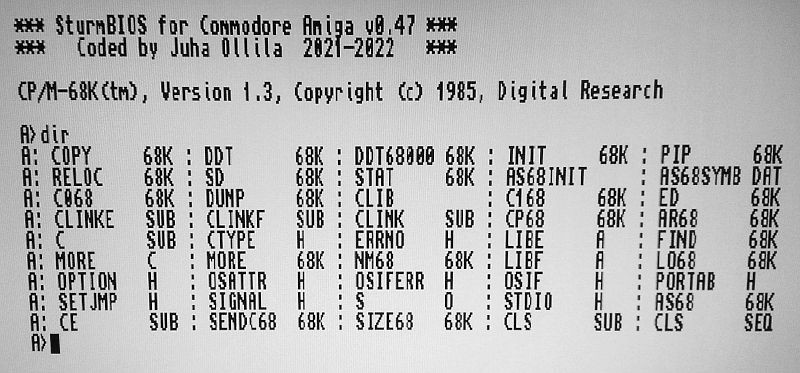 *** SturmBIOS for Commodore Amiga v0.47 ***
*** Coded by Juha Ollila 2021-2022 ***
CP/M-68K(tm), Version 1.3, Copyright (c) 1985, Digital Research
A>dir
A: COPY 68K : DDT 68K : DDT68000 68K : INIT 68K : PIP 68K
A: RELOC 68K : SD 68K : STAT 68K : AS68INIT : AS68SYMB DAT
A: C068 68K : DUMP 68K : CLIB : C168 68K : ED 68K
A: CLINKE SUB : CLINKF SUB : CLINK SUB : CP68 68K : AR68 68K
A: C SUB : CTYPE H : ERRNO H : LIBE A : FIND 68K
A: MORE C : MORE 68K : NM68 68K : LIBF A : LO68 68K
A: OPTION H : OSATTR H : OSIFERR H : OSIF H : PORTAB H
A: SETJMP H : SIGNAL H : S O : STDIO H : AS68 68K
A: CE SUB : SENDC68 68K : SIZE68 68K : CLS SUB : CLS SEQ
A>